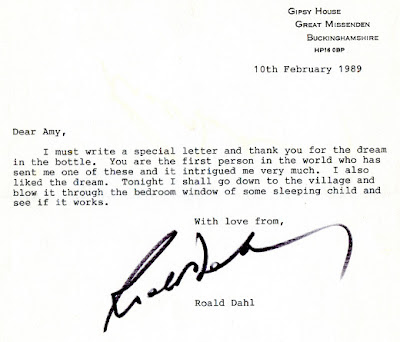 GIPSY HOUSE
GREAT MISSENDEN
BUCKINGHAMSHIRE
HP16 0BP
10th February 1989
Dear Amy,
I must write a special letter and thank you for the dream
in the bottle. You are the first person in the world who has
sent me one of these and it intrigued me very much. I also
liked the dream. Tonight I shall go down to the village and
blow it through the bedroom window of some sleeping child and
see if it works.
With love from,
Roald Dahl
Roald Dahl